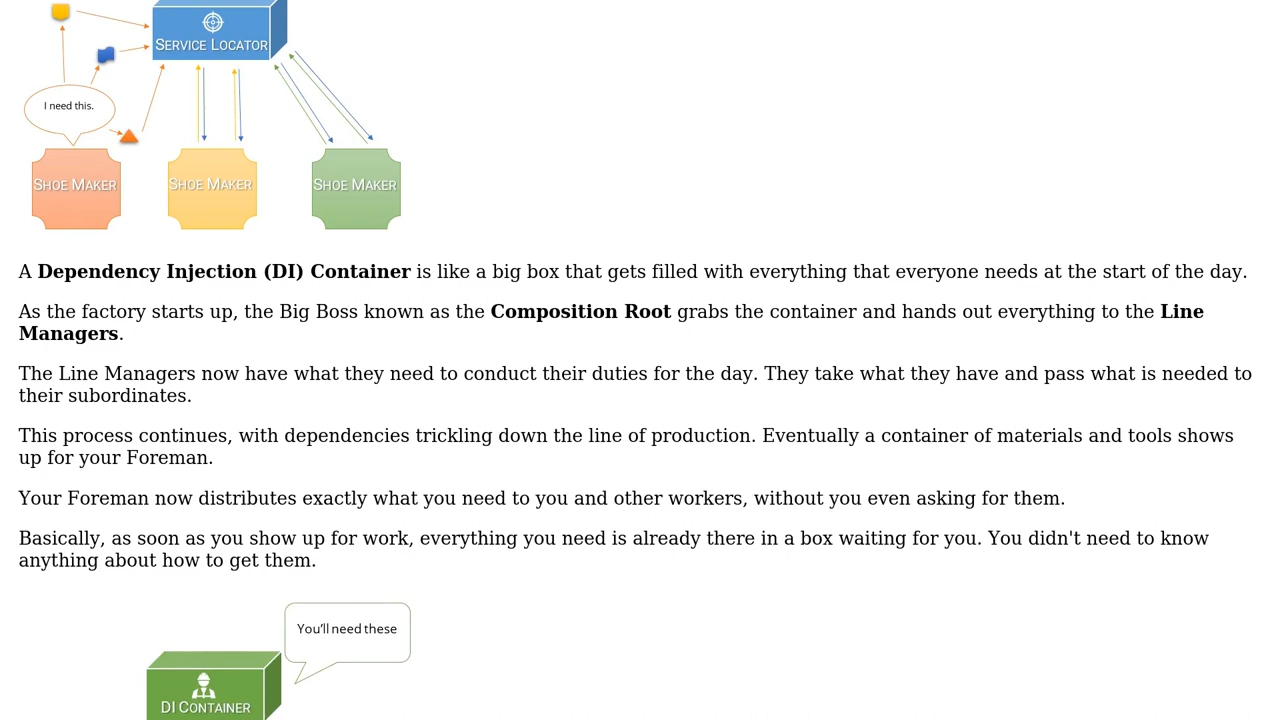 SERVICE LOCATOR
I need this.
SHOE MAKER
SHOE MAKER
SHOE MAKER
A Dependency Injection (DI) Container is like a big box that gets filled with everything that everyone needs at the start of the day.
As the factory starts up, the Big Boss known as the Composition Root grabs the container and hands out everything to the Line
Managers.
The Line Managers now have what they need to conduct their duties for the day. They take what they have and pass what is needed to
their subordinates.
This process continues, with dependencies trickling down the line of production. Eventually a container of materials and tools shows
up for your Foreman.
Your Foreman now distributes exactly what you need to you and other workers, without you even asking for them.
Basically, as soon as you show up for work, everything you need is already there in a box waiting for you. You didn't need to know
anything about how to get them.
You'll need these
DI CONTAINER